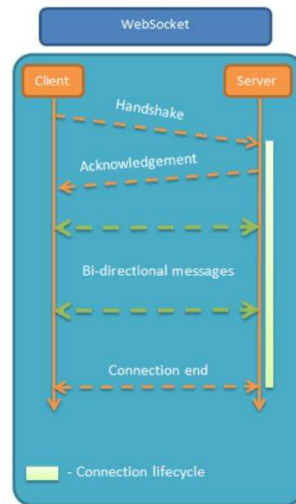 WebSocket
Client
Server
Handshake
Acknowledgement
Bi-directional messages
Connection end
- Connection lifecycle